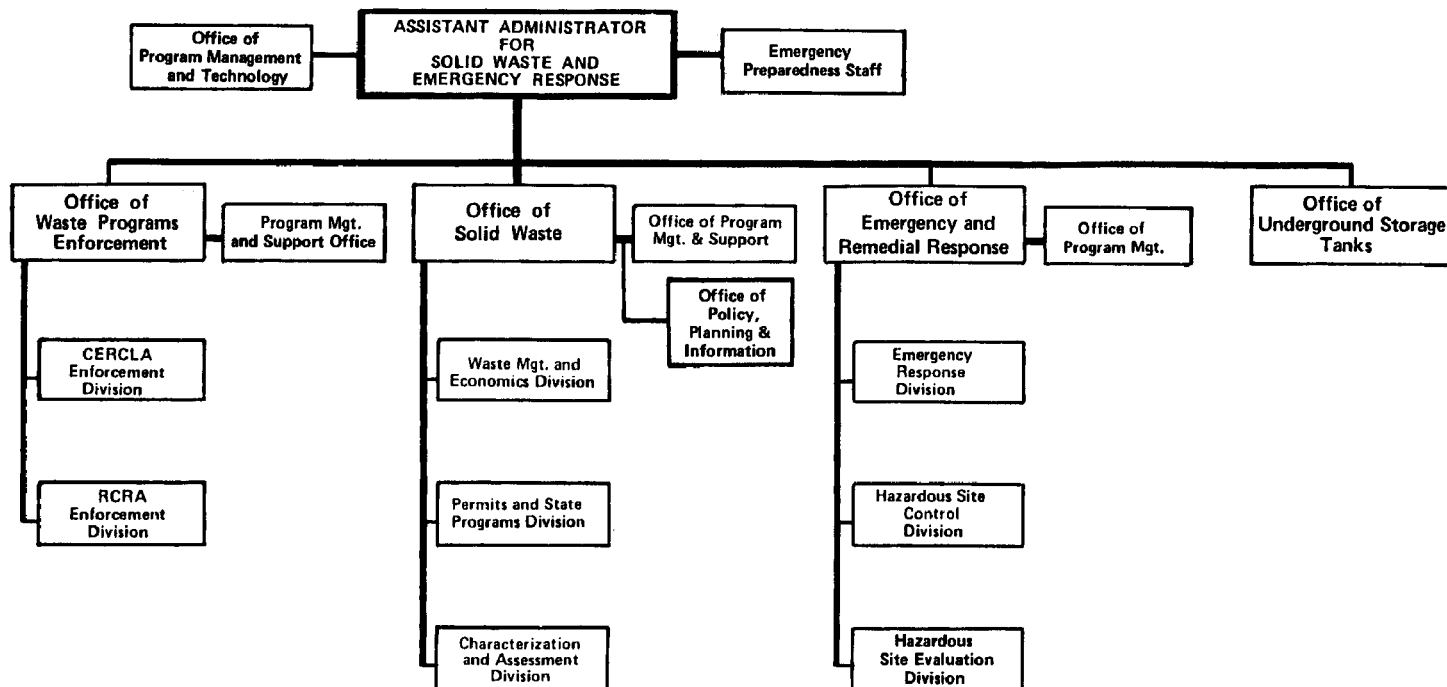 Office of
Program Management
and Technology
ASSISTANT ADMINISTRATOR
FOR
SOLID WASTE AND
EMERGENCY RESPONSE
Emergency
Preparedness Staff
Office of
Waste Programs
Enforcement
Program Mgt.
and Support Office
Office of
Solid Waste
Office of Program
Mgt. & Support
Office of
Policy,
Planning &
Information
Office of
Emergency and
Remedial Response
Office of
Program Mgt.
Office of
Underground Storage
Tanks
CERCLA
Enforcement
Division
RCRA
Enforcement
Division
Waste Mgt. and
Economics Division
Permits and State
Programs Division
Characterization
and Assessment
Division
Emergency
Response
Division
Hazardous Site
Control
Division
Hazardous
Site Evaluation
Division